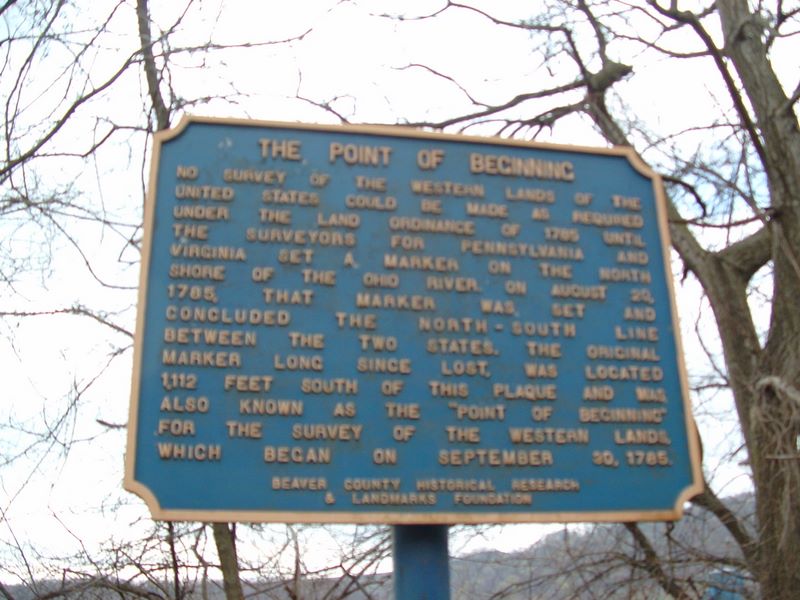 THE POINT OF BEGINNING
NO SURVEY OF THE WESTERN LANDS OF THE
UNITED STATES COULD BE MADE AS REQUIRED
UNDER THE LAND ORDINANCE OF 1785 UNTIL
THE SURVEYORS FOR PENNSYLVANIA AND
VIRGINIA SET A MARKER ON THE NORTH
SHORE OF THE OHIO RIVER. ON AUGUST 20,
1785, THAT MARKER WAS SET AND
CONCLUDED THE NORTH-SOUTH LINE
BETWEEN THE TWO STATES. THE ORIGINAL
MARKER LONG SINCE LOST, WAS LOCATED
1,112 FEET SOUTH OF THIS PLAQUE AND WAS
ALSO KNOWN AS THE "POINT OF BEGINNING"
FOR THE SURVEY OF THE WESTERN LANDS,
WHICH BEGAN ON SEPTEMBER 30, 1785.
BEAVER COUNTY HISTORICAL RESEARCH
& LANDMARKS FOUNDATION